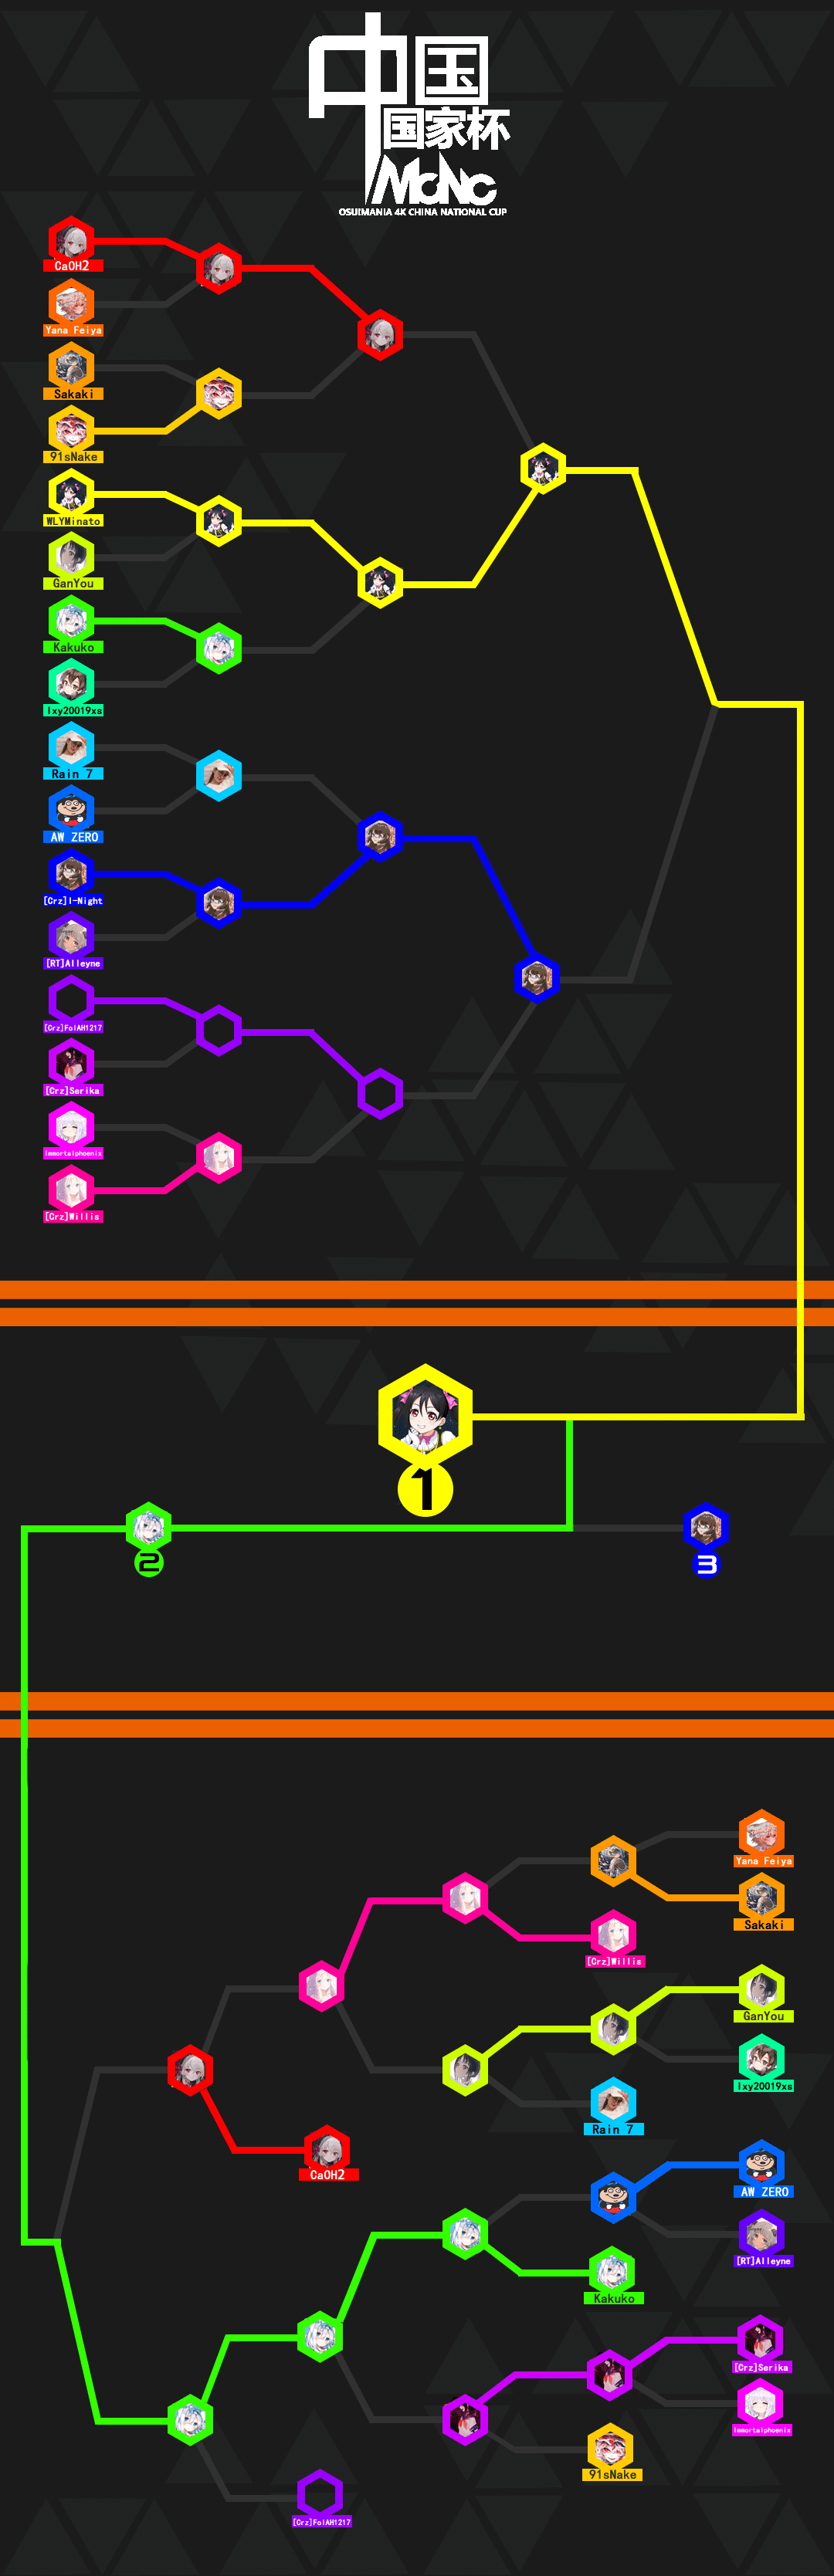 中国
国家杯
MCNC
OSU!MANIA 4K CHINA NATIONAL CUP
CaOH2
Yana Feiya
Sakaki
91sNake
WLYMinato
GanYou
Kakuko
lxy20019xs
Rain 7
AW ZERO
[Crz]I-Night
[RT]Alleyne
[Crz]FolAH1217
[Crz]Serika
Immortalphoenix
[Crz]Willis
1
2
3
Yana Feiya
Sakaki
[Crz]Willis
GanYou
lxy20019xs
Rain 7
CaOH2
AW ZERO
[RT]Alleyne
Kakuko
[Crz]Serika
Immortalphoenix
91sNake
[Crz]FolAH1217